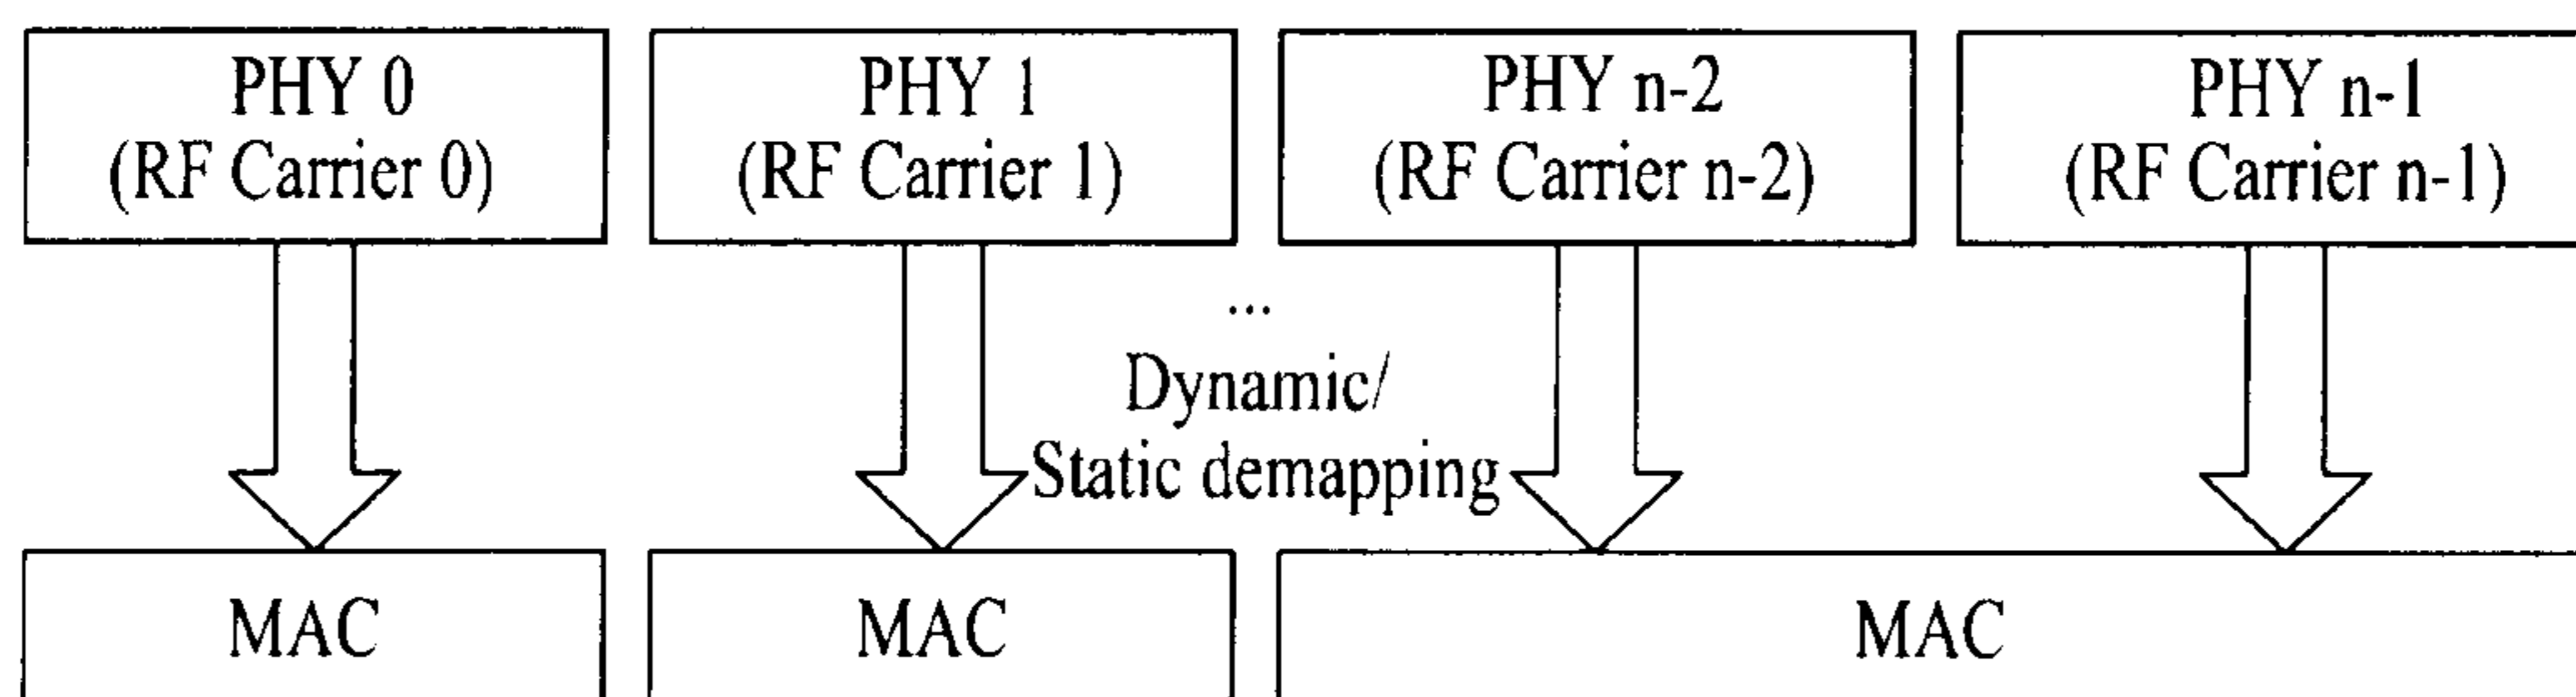 PHY 0
(RF Carrier 0)
PHY 1
(RF Carrier 1)
PHY n-2
(RF Carrier n-2)
PHY n-1
(RF Carrier n-1)
...
Dynamic/
Static demapping
MAC
MAC
MAC